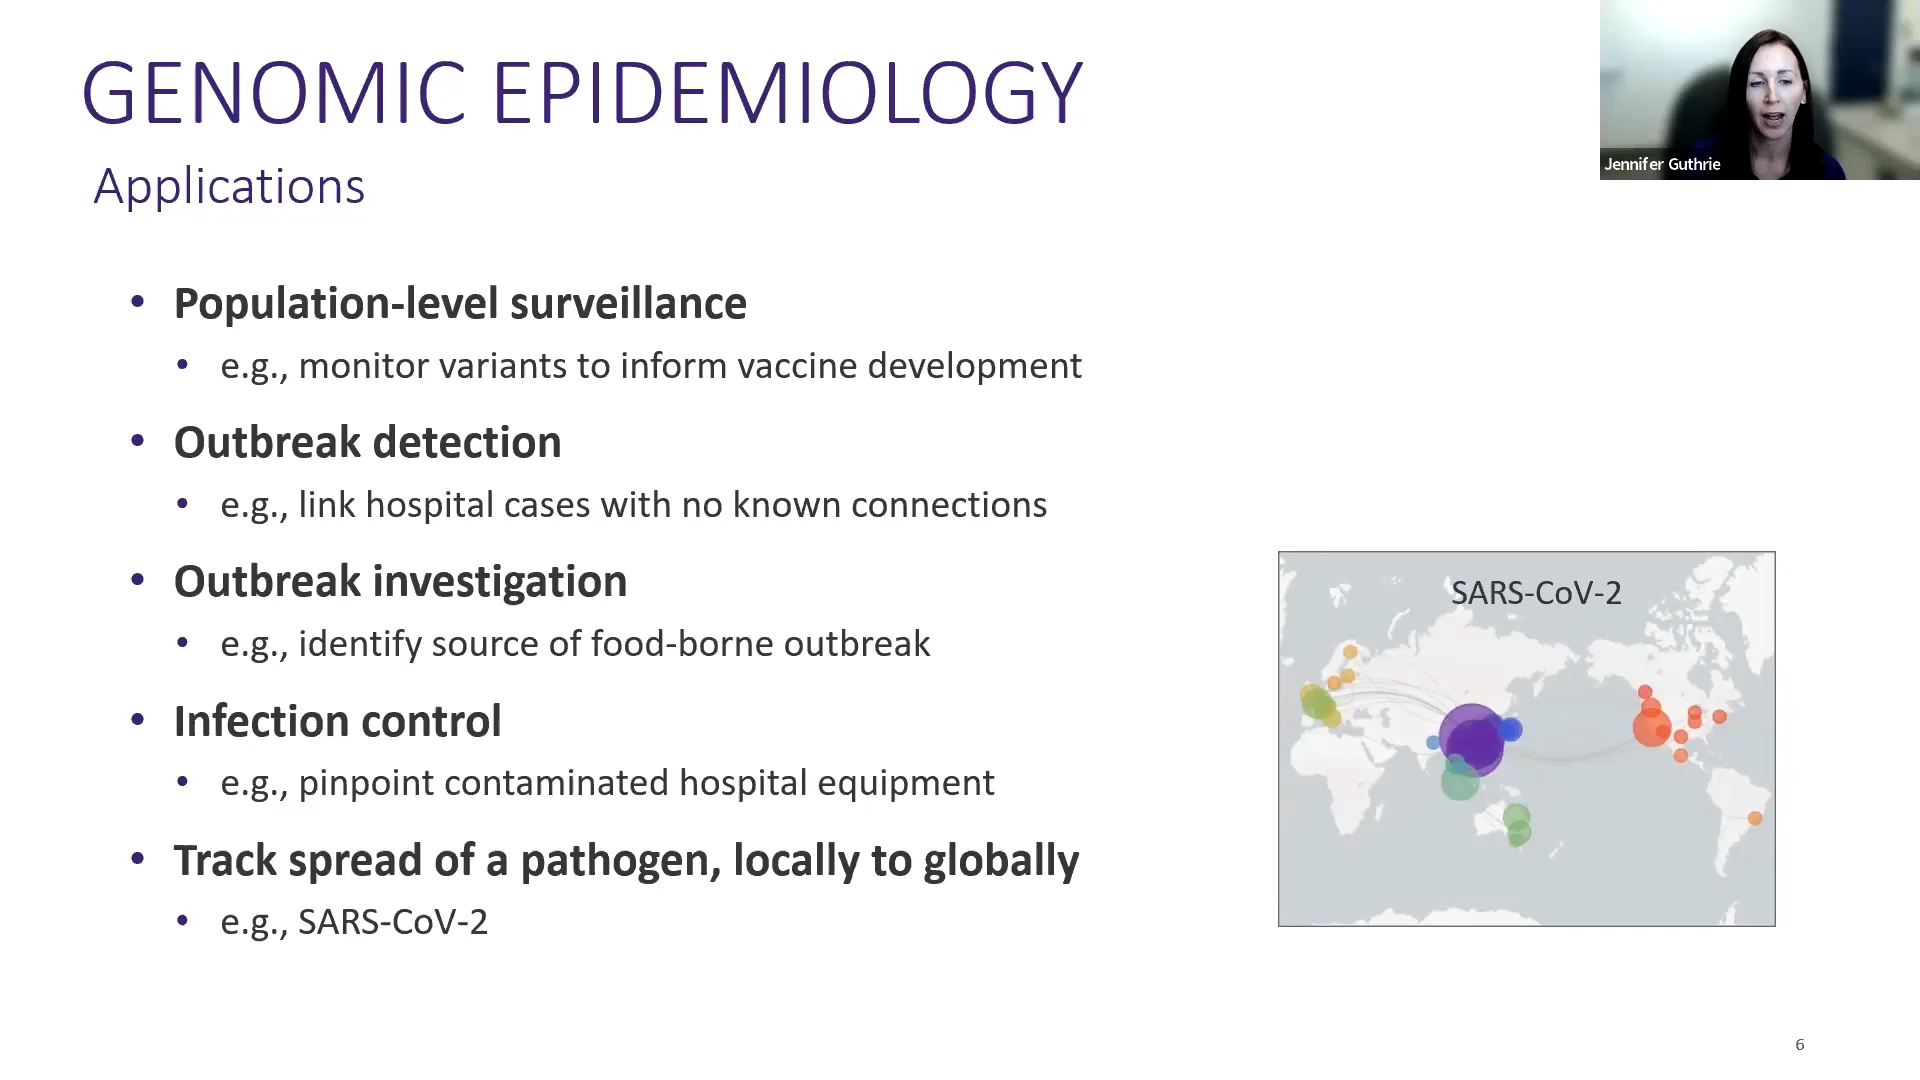 GENOMIC EPIDEMIOLOGY
Applications
Jennifer Guthrie
• Population-level surveillance
• e.g., monitor variants to inform vaccine development
• Outbreak detection
• e.g., link hospital cases with no known connections
• Outbreak investigation
• e.g., identify source of food-borne outbreak
• Infection control
• e.g., pinpoint contaminated hospital equipment
• Track spread of a pathogen, locally to globally
• e.g., SARS-CoV-2
SARS-CoV-2
6